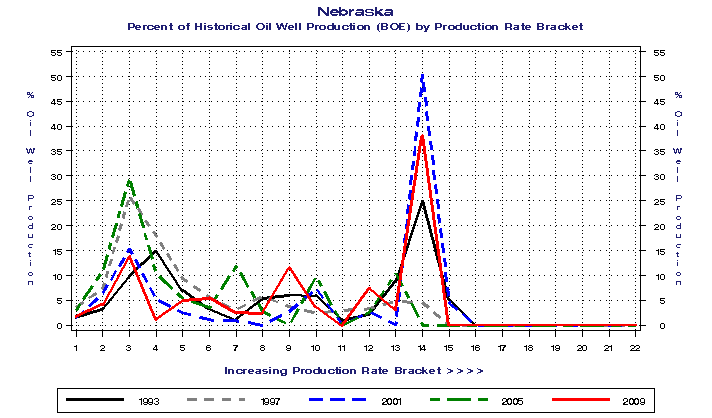 Nebraska
Percent of Historical Oil Well Production (BOE) by Production Rate Bracket
% Oil Well Production
55 55
50 50
45 45
40 40
35 35
30 30
25 25
20 20
15 15
10 10
5 5
0 0
% Oil Well Production
1 2 3 4 5 6 7 8 9 10 11 12 13 14 15 16 17 18 19 20 21 22
Increasing Production Rate Bracket > > > >
1993 1997 2001 2005 2009